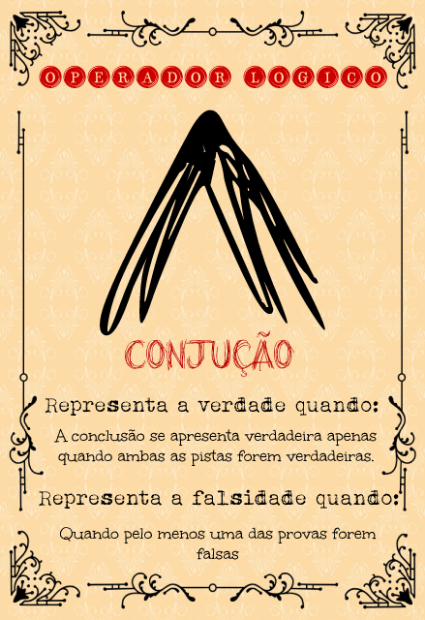 OPERADOR LOGICO
CONJUÇÃO
Representa a verdade quando:
A conclusão se apresenta verdadeira apenas
quando ambas as pistas forem verdadeiras.
Representa a falsidade quando:
Quando pelo menos uma das provas forem
falsas